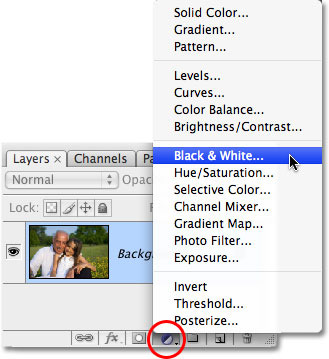 Solid Color...
Gradient...
Pattern...
Levels...
Curves...
Color Balance...
Brightness/Contrast...
Black & White...
Hue/Saturation...
Selective Color...
Channel Mixer...
Gradient Map...
Photo Filter...
Exposure...
Invert
Threshold...
Posterize...
Layers × Channels Pa
Normal Opac
Lock: F
Backg
fx.